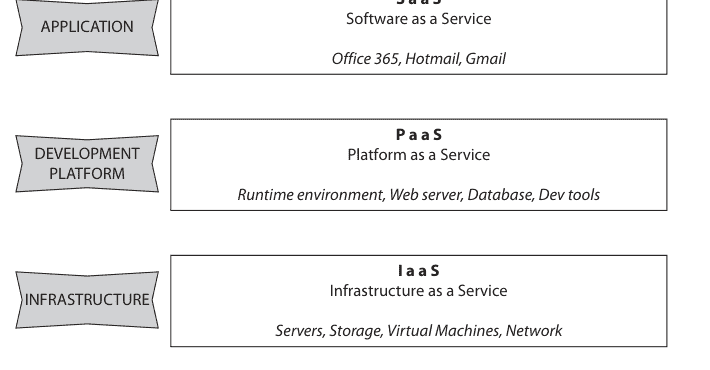 SaaS
APPLICATION
Software as a Service
Office 365, Hotmail, Gmail
PaaS
DEVELOPMENT
PLATFORM
Platform as a Service
Runtime environment, Web server, Database, Dev tools
IaaS
INFRASTRUCTURE
Infrastructure as a Service
Servers, Storage, Virtual Machines, Network